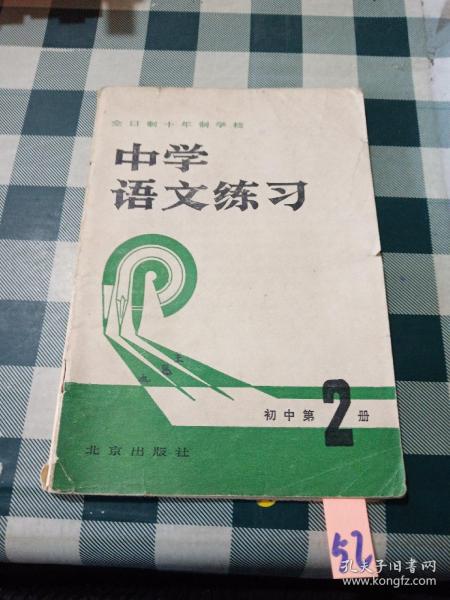 全日制十年制学校
中学
语文练习
初中第2册
北京出版社
52
孔夫子旧书网
kongfz.com